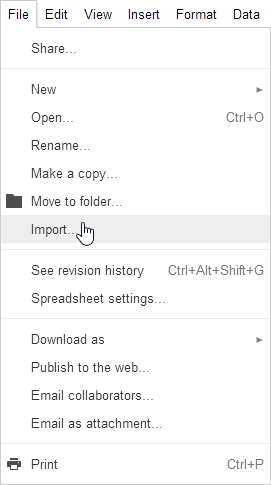 File Edit View Insert Format Data
Share...
New ►
Open... Ctrl+O
Rename...
Make a copy...
Move to folder...
Import...
See revision history Ctrl+Alt+Shift+G
Spreadsheet settings...
Download as ►
Publish to the web...
Email collaborators...
Email as attachment...
Print Ctrl+P